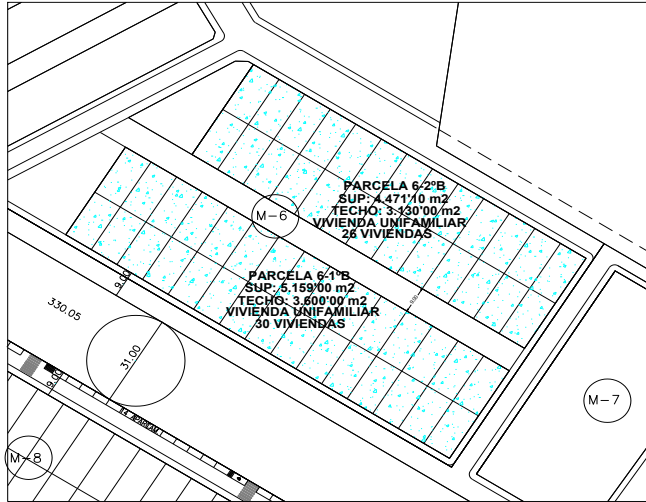 PARCELA 6-2ºB
SUP: 4.471'10 m2
TECHO: 3.130'00 m2
VIVIENDA UNIFAMILIAR
26 VIVIENDAS
M-6
PARCELA 6-1ºB
SUP: 5.159'00 m2
TECHO: 3.600'00 m2
VIVIENDA UNIFAMILIAR
30 VIVIENDAS
9.00
330.05
31.00
9.00
M-7
M-8